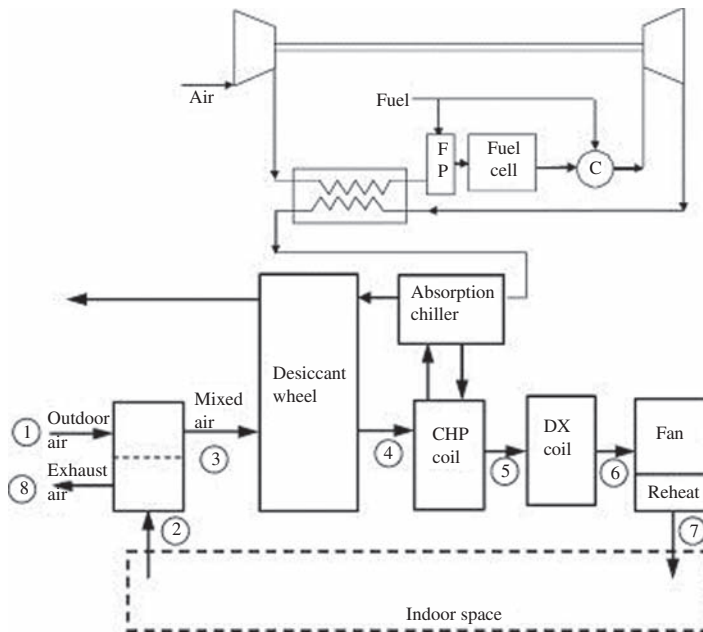 Air
Fuel
F
P
Fuel
cell
C
Absorption
chiller
Desiccant
wheel
Mixed
air
1
Outdoor
air
3
4
CHP
coil
5
DX
coil
6
Fan
Reheat
8
Exhaust
air
2
7
Indoor space